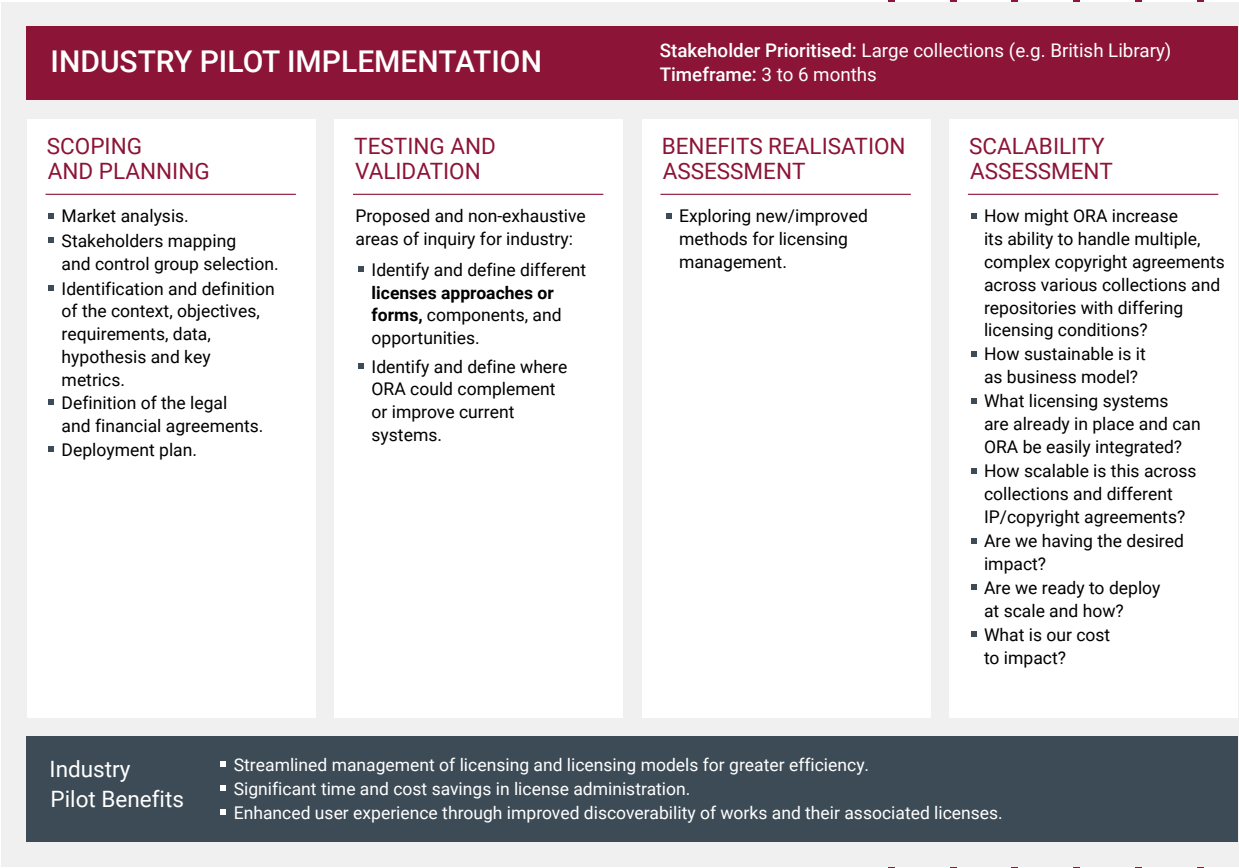 INDUSTRY PILOT IMPLEMENTATION
Stakeholder Prioritised: Large collections (e.g. British Library)
Timeframe: 3 to 6 months
SCOPING
AND PLANNING
▪ Market analysis.
▪ Stakeholders mapping
and control group selection.
▪ Identification and definition
of the context, objectives,
requirements, data,
hypothesis and key
metrics.
▪ Definition of the legal
and financial agreements.
▪ Deployment plan.
TESTING AND
VALIDATION
Proposed and non-exhaustive
areas of inquiry for industry:
▪ Identify and define different
licenses approaches or
forms, components, and
opportunities.
▪ Identify and define where
ORA could complement
or improve current
systems.
BENEFITS REALISATION
ASSESSMENT
▪ Exploring new/improved
methods for licensing
management.
SCALABILITY
ASSESSMENT
▪ How might ORA increase
its ability to handle multiple,
complex copyright agreements
across various collections and
repositories with differing
licensing conditions?
▪ How sustainable is it
as business model?
▪ What licensing systems
are already in place and can
ORA be easily integrated?
▪ How scalable is this across
collections and different
IP/copyright agreements?
▪ Are we having the desired
impact?
▪ Are we ready to deploy
at scale and how?
▪ What is our cost
to impact?
Industry
Pilot Benefits
▪ Streamlined management of licensing and licensing models for greater efficiency.
▪ Significant time and cost savings in license administration.
▪ Enhanced user experience through improved discoverability of works and their associated licenses.